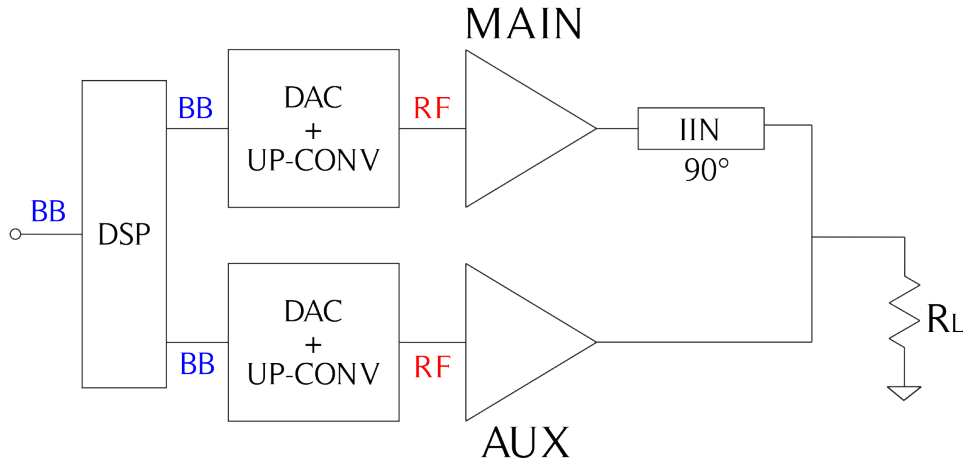 MAIN
BB
DAC
+
UP-CONV
RF
IIN
90°
BB
DSP
DAC
+
UP-CONV
BB
RF
RL
AUX